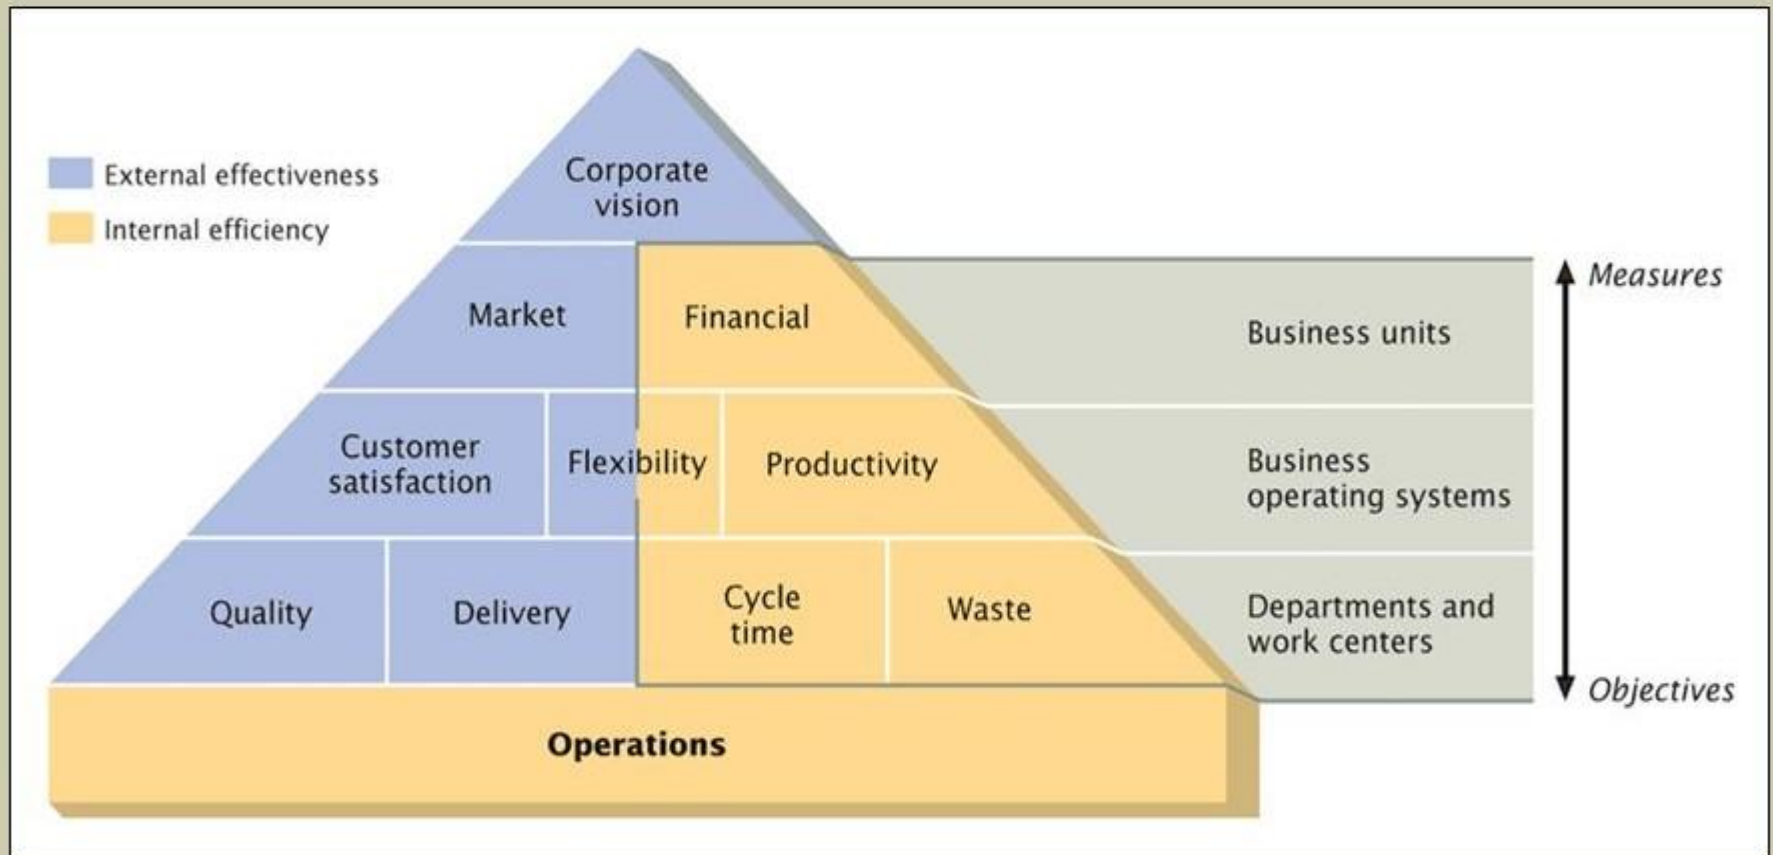 Corporate
vision
External effectiveness
Internal efficiency
Measures
Market
Financial
Business units
Customer
satisfaction
Flexibility
Productivity
Business
operating systems
Quality
Delivery
Cycle
time
Waste
Departments and
work centers
Objectives
Operations